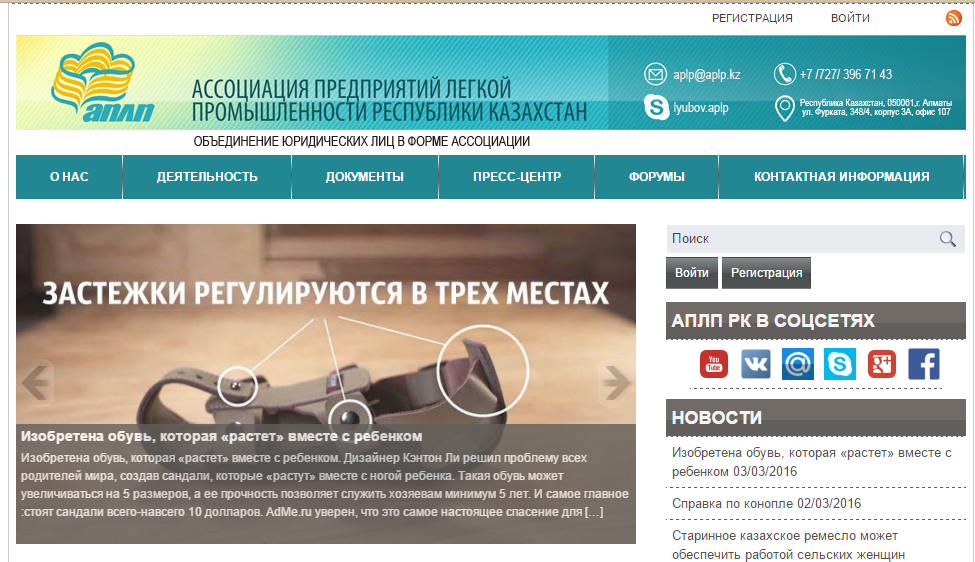 РЕГИСТРАЦИЯ ВОЙТИ
АПЛП
АССОЦИАЦИЯ ПРЕДПРИЯТИЙ ЛЕГКОЙ
ПРОМЫШЛЕННОСТИ РЕСПУБЛИКИ КАЗАХСТАН
aplp@aplp.kz
+7 /727/ 396 71 43
lyubov.aplp
Республика Казахстан, 050061,г. Алматы
ул. Фурката, 348/4, корпус 3А, офис 107
ОБЪЕДИНЕНИЕ ЮРИДИЧЕСКИХ ЛИЦ В ФОРМЕ АССОЦИАЦИИ
О НАС ДЕЯТЕЛЬНОСТЬ ДОКУМЕНТЫ ПРЕСС-ЦЕНТР ФОРУМЫ КОНТАКТНАЯ ИНФОРМАЦИЯ
ЗАСТЕЖКИ РЕГУЛИРУЮТСЯ В ТРЕХ МЕСТАХ
Изобретена обувь, которая «растет» вместе с ребенком
Изобретена обувь, которая «растет» вместе с ребенком. Дизайнер Кэнтон Ли решил проблему всех
родителей мира, создав сандали, которые «растут» вместе с ногой ребенка. Такая обувь может
увеличиваться на 5 размеров, а ее прочность позволяет служить хозяевам минимум 5 лет. И самое главное
:стоят сандали всего-навсего 10 долларов. AdMe.ru уверен, что это самое настоящее спасение для [...]
Поиск
Войти Регистрация
АПЛП РК В СОЦСЕТЯХ
You
Tube
НОВОСТИ
Изобретена обувь, которая «растет» вместе с
ребенком 03/03/2016
Справка по конопле 02/03/2016
Старинное казахское ремесло может
обеспечить работой сельских женщин